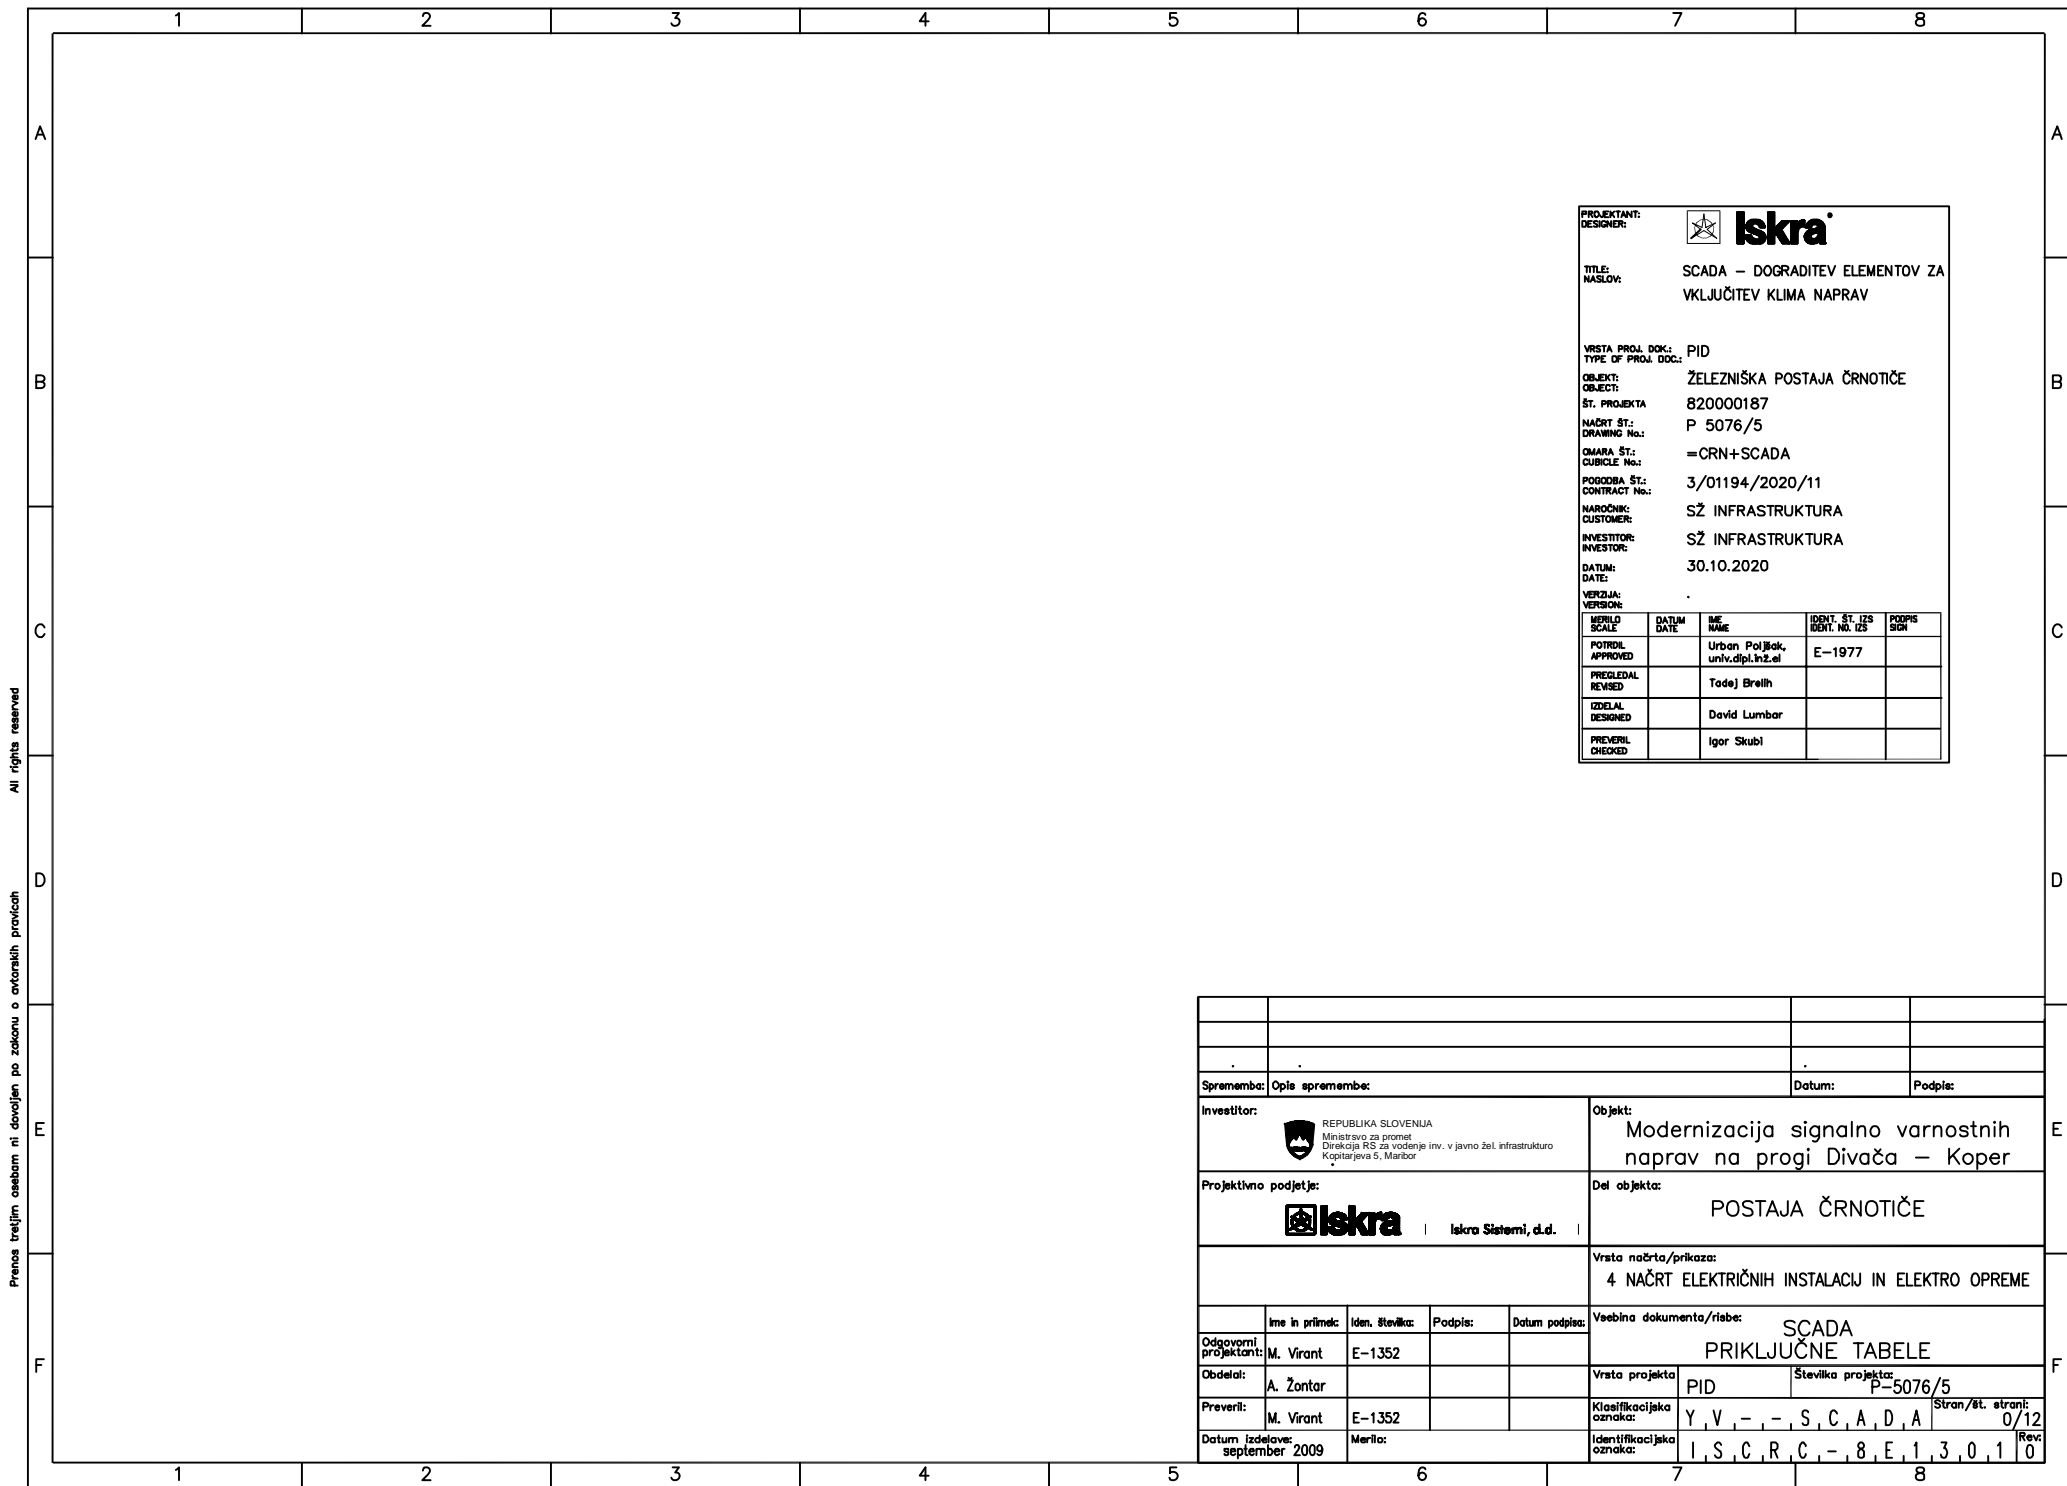 1 2 3 4 5 6 7 8
A A
B B
C C
D D
E E
F F
All rights reserved
Prenos tretjim osebam ni dovoljen po zakonu o avtorskih pravicah
PROJEKTANT:
DESIGNER:
Iskra
TITLE:
NASLOV:
SCADA – DOGRADITEV ELEMENTOV ZA
VKLJUČITEV KLIMA NAPRAV
VRSTA PROJ. DOK.:
TYPE OF PROJ. DOC.:
PID
OBJEKT:
OBJECT:
ŽELEZNIŠKA POSTAJA ČRNOTIČE
ŠT. PROJEKTA 820000187
NAČRT ŠT.:
DRAWING No.:
P 5076/5
OMARA ŠT.:
CUBICLE No.:
=CRN+SCADA
POGODBA ŠT.:
CONTRACT No.:
3/01194/2020/11
NAROČNIK:
CUSTOMER:
SŽ INFRASTRUKTURA
INVESTITOR:
INVESTOR:
SŽ INFRASTRUKTURA
DATUM:
DATE:
30.10.2020
VERZIJA:
VERSION:
.
MERILO
SCALE
DATUM
DATE
IME
NAME
IDENT. ŠT. IZS
IDENT. NO. IZS
PODPIS
SIGN
POTRDIL
APPROVED
Urban Poljšak,
univ.dipl.inž.el
E–1977
PREGLEDAL
REVISED
Tadej Brelih
IZDELAL
DESIGNED
David Lumbar
PREVERIL
CHECKED
Igor Skubi
. . .
Sprememba: Opis spremembe: Datum: Podpis:
Investitor:
REPUBLIKA SLOVENIJA
Ministrsvo za promet
Direkcija RS za vodenje inv. v javno žel. infrastrukturo
Kopitarjeva 5, Maribor
Objekt:
Modernizacija signalno varnostnih
naprav na progi Divača – Koper
Projektivno podjetje:
Iskra
Iskra Sistemi, d.d.
Del objekta:
POSTAJA ČRNOTIČE
Vrsta načrta/prikaza:
4 NAČRT ELEKTRIČNIH INSTALACIJ IN ELEKTRO OPREME
Ime in priimek: Iden. številka: Podpis: Datum podpisa:
Odgovorni
projektant: M. Virant E–1352
Obdelal: A. Žontar
Preveril: M. Virant E–1352
Datum izdelave:
september 2009
Merilo:
Vsebina dokumenta/risbe:
SCADA
PRIKLJUČNE TABELE
Vrsta projekta PID
Številka projekta:
P–5076/5
Klasifikacijska
oznaka:
Y,V,–,–,S,C,A,D,A
Stran/št. strani:
0/12
Identifikacijska
oznaka:
I,S,C,R,C,–,8,E,1,3,0,1
Rev:
0
1 2 3 4 5 6 7 8